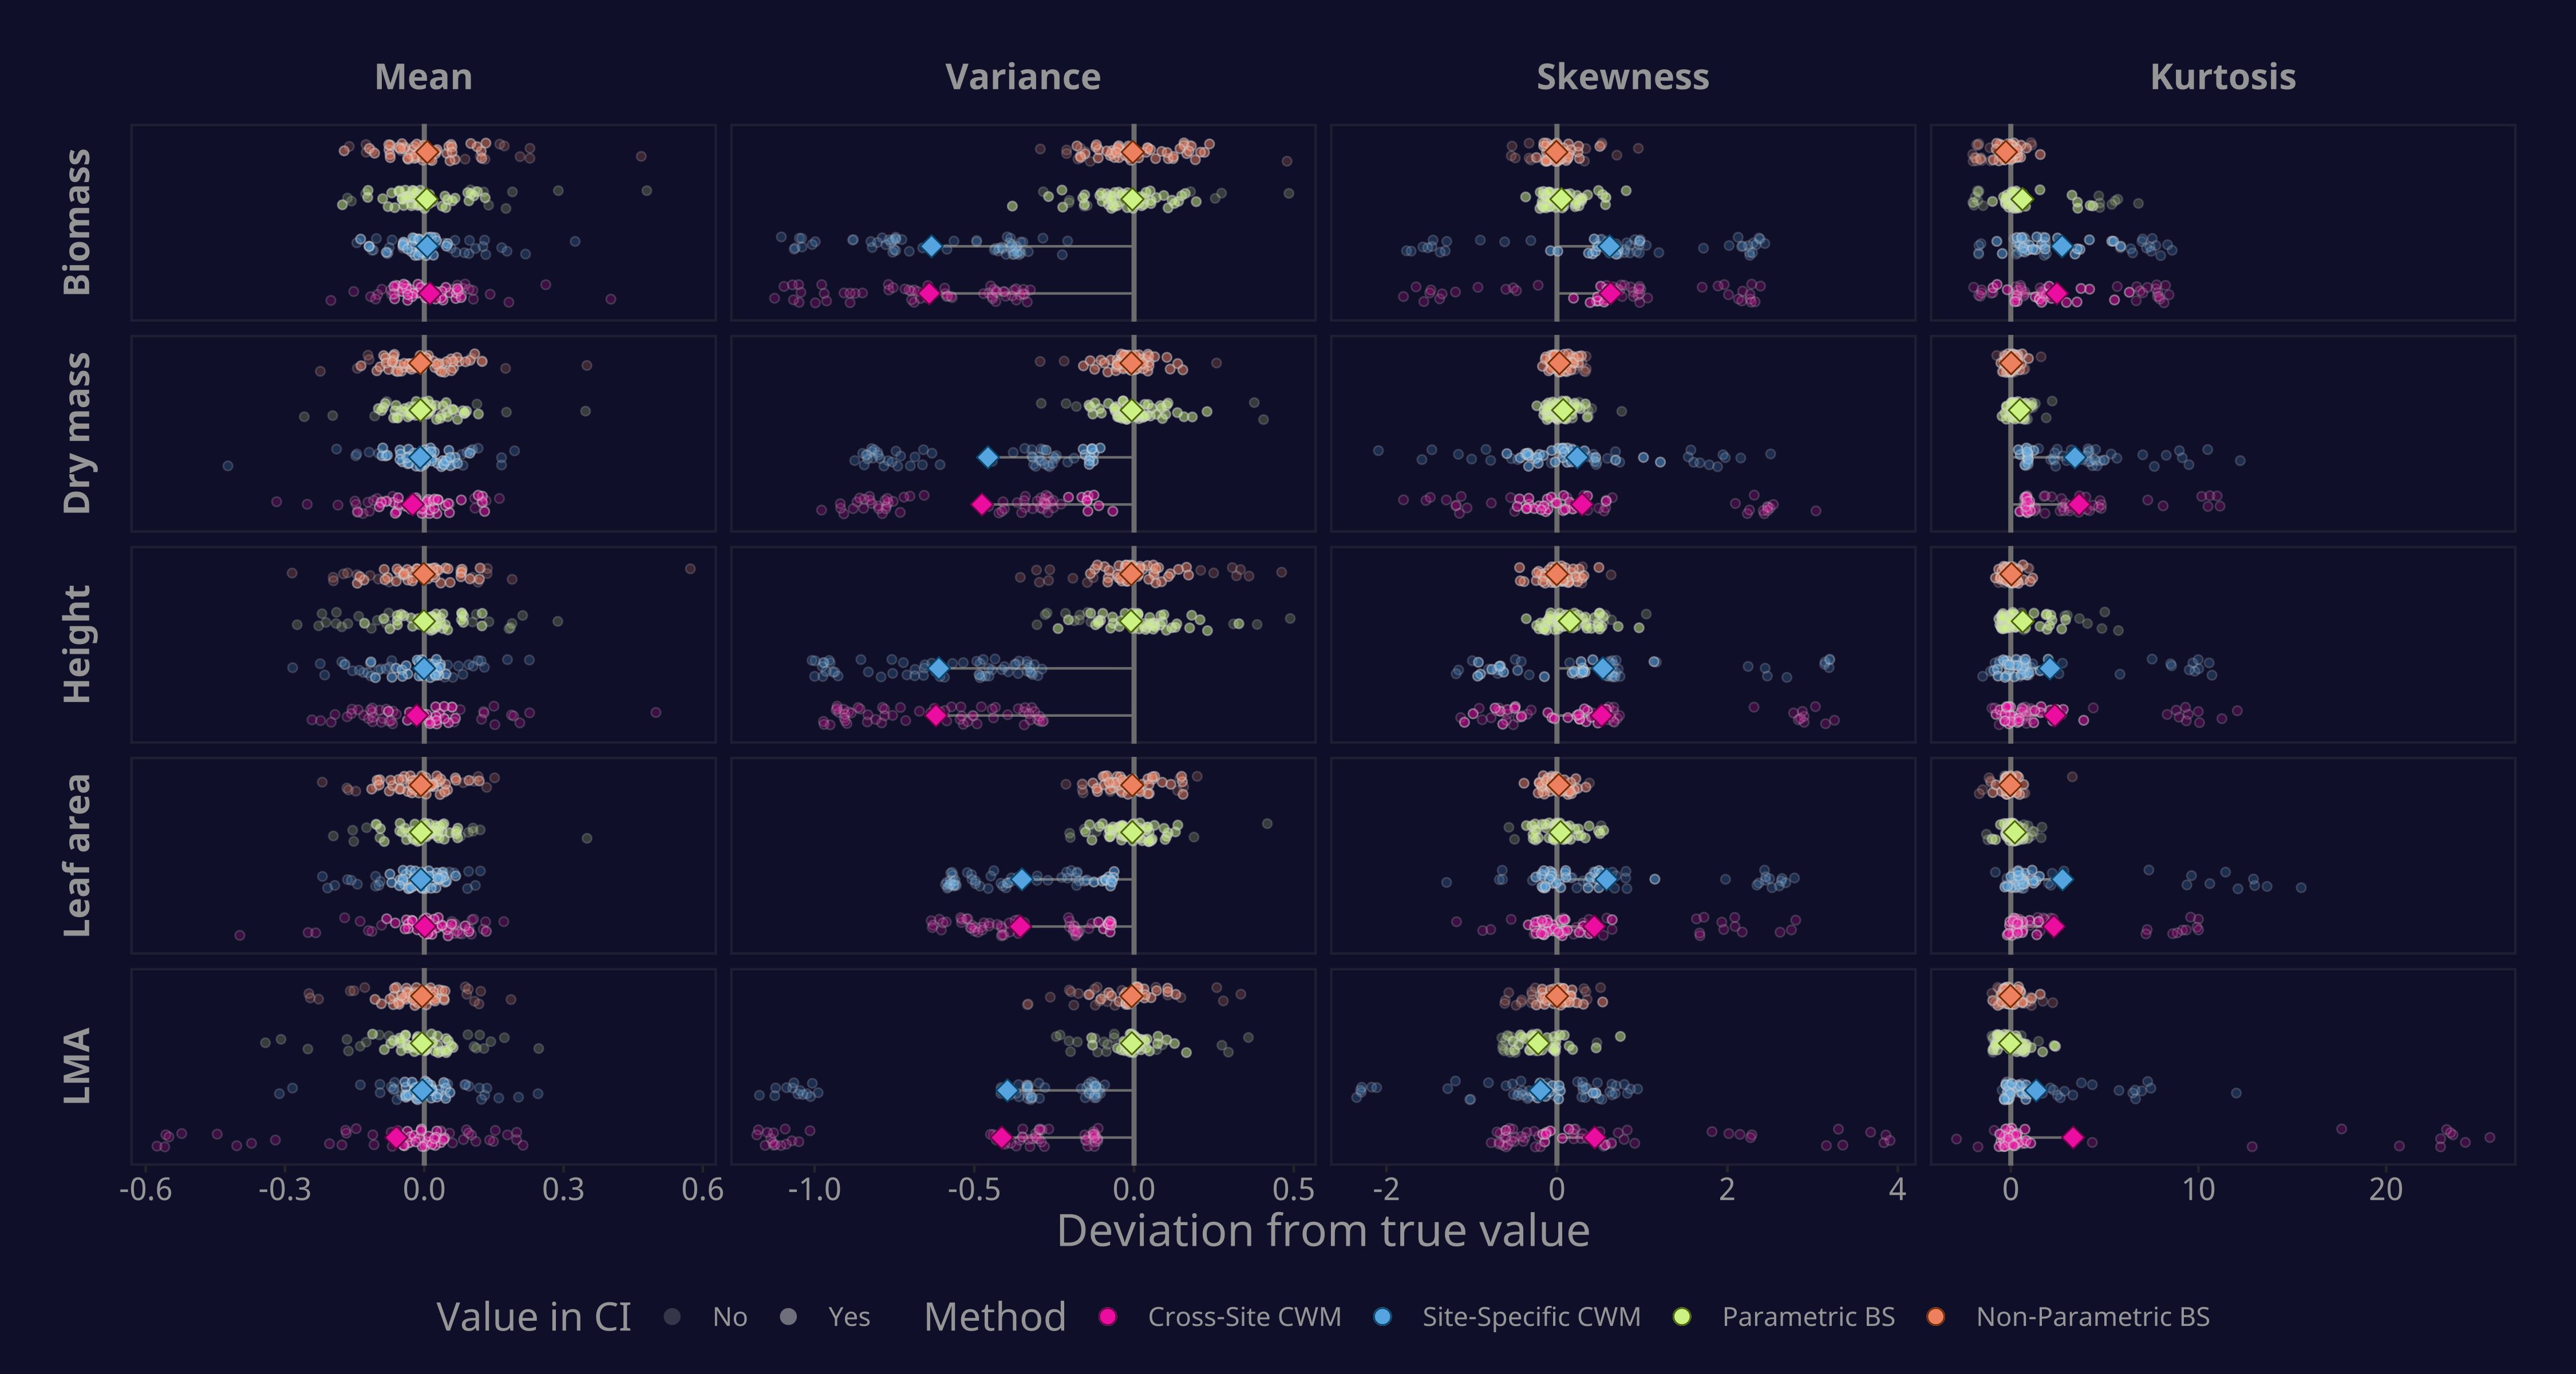 Mean Variance Skewness Kurtosis
Biomass
Dry mass
Height
Leaf area
LMA
-0.6 -0.3 0.0 0.3 0.6 -1.0 -0.5 0.0 0.5 -2 0 2 4 0 10 20
Deviation from true value
Value in CI No Yes Method Cross-Site CWM Site-Specific CWM Parametric BS Non-Parametric BS